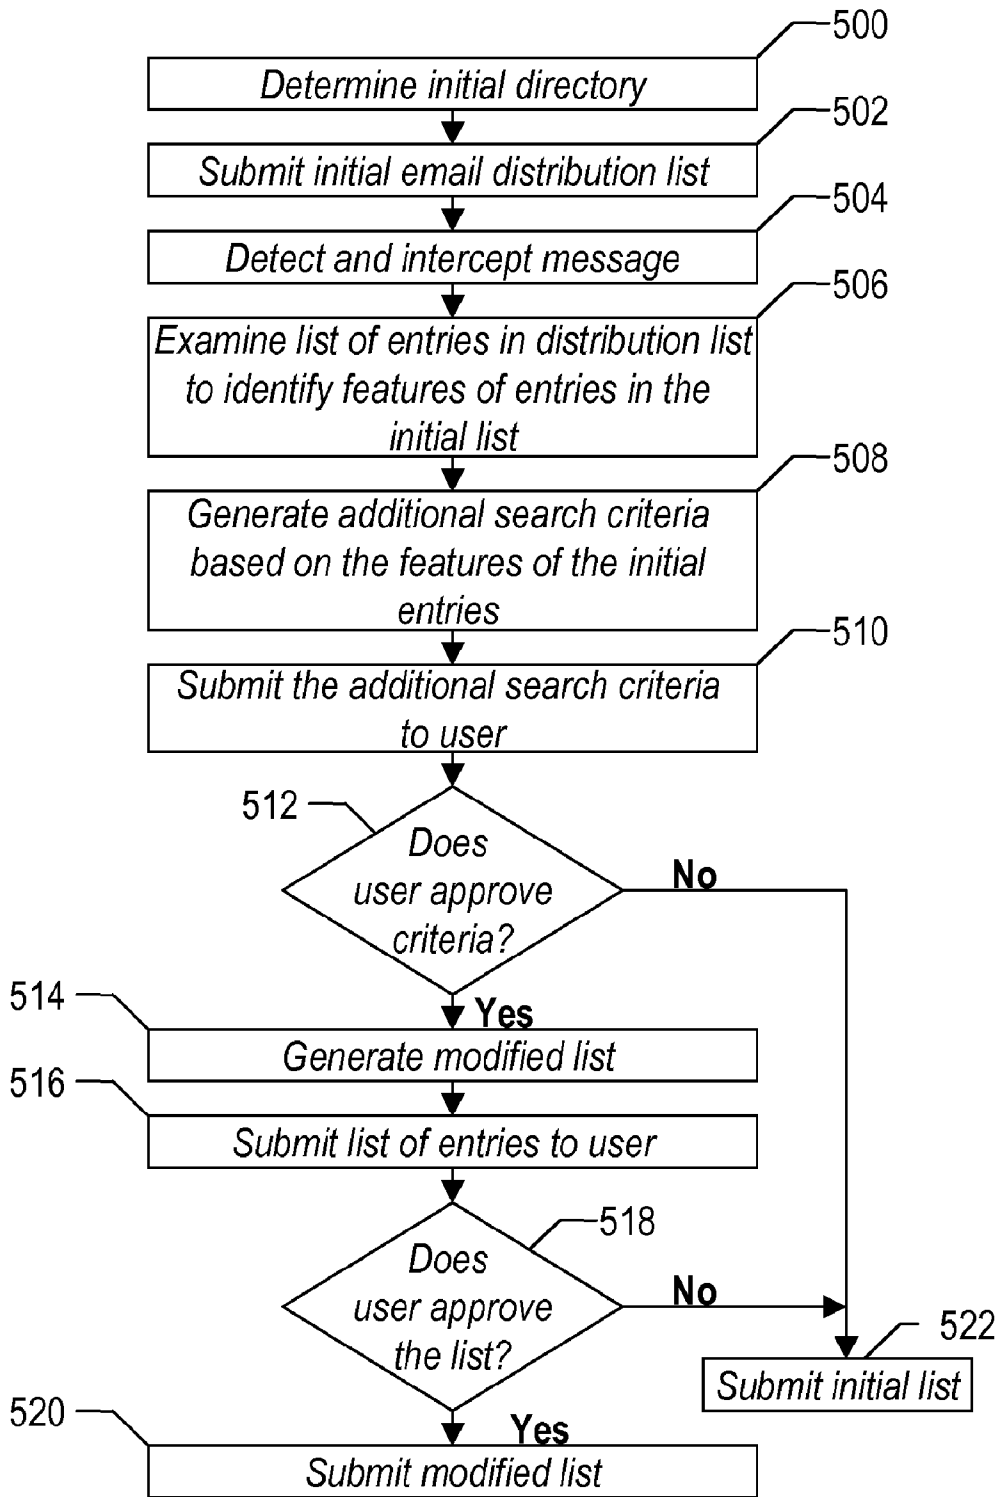 500
Determine initial directory
502
Submit initial email distribution list
504
Detect and intercept message
506
Examine list of entries in distribution list
to identify features of entries in the
initial list
508
Generate additional search criteria
based on the features of the initial
entries
510
Submit the additional search criteria
to user
512
Does
user approve
criteria?
No
Yes
514
Generate modified list
516
Submit list of entries to user
518
Does
user approve
the list?
No
522
Submit initial list
Yes
520
Submit modified list